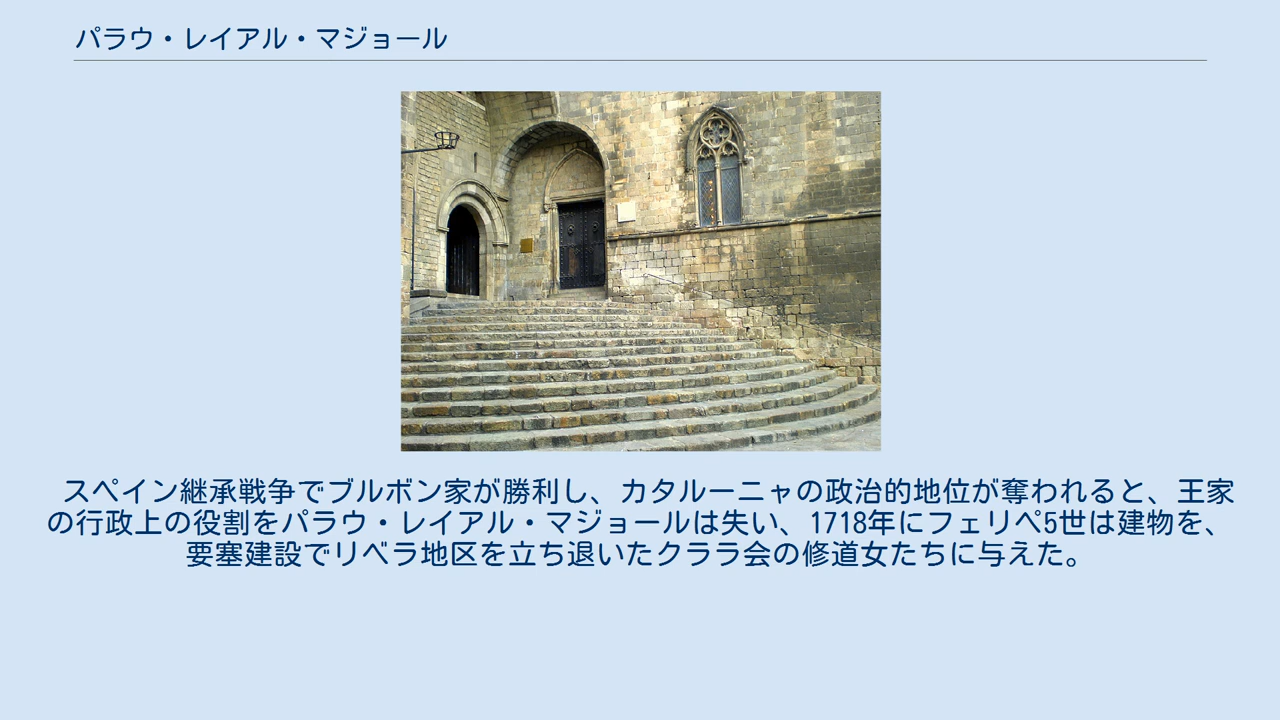 パラウ・レイアル・マジョール
スペイン継承戦争でブルボン家が勝利し、カタルーニャの政治的地位が奪われると、王家
の行政上の役割をパラウ・レイアル・マジョールは失い、1718年にフェリペ5世は建物を、
要塞建設でリベラ地区を立ち退いたクララ会の修道女たちに与えた。